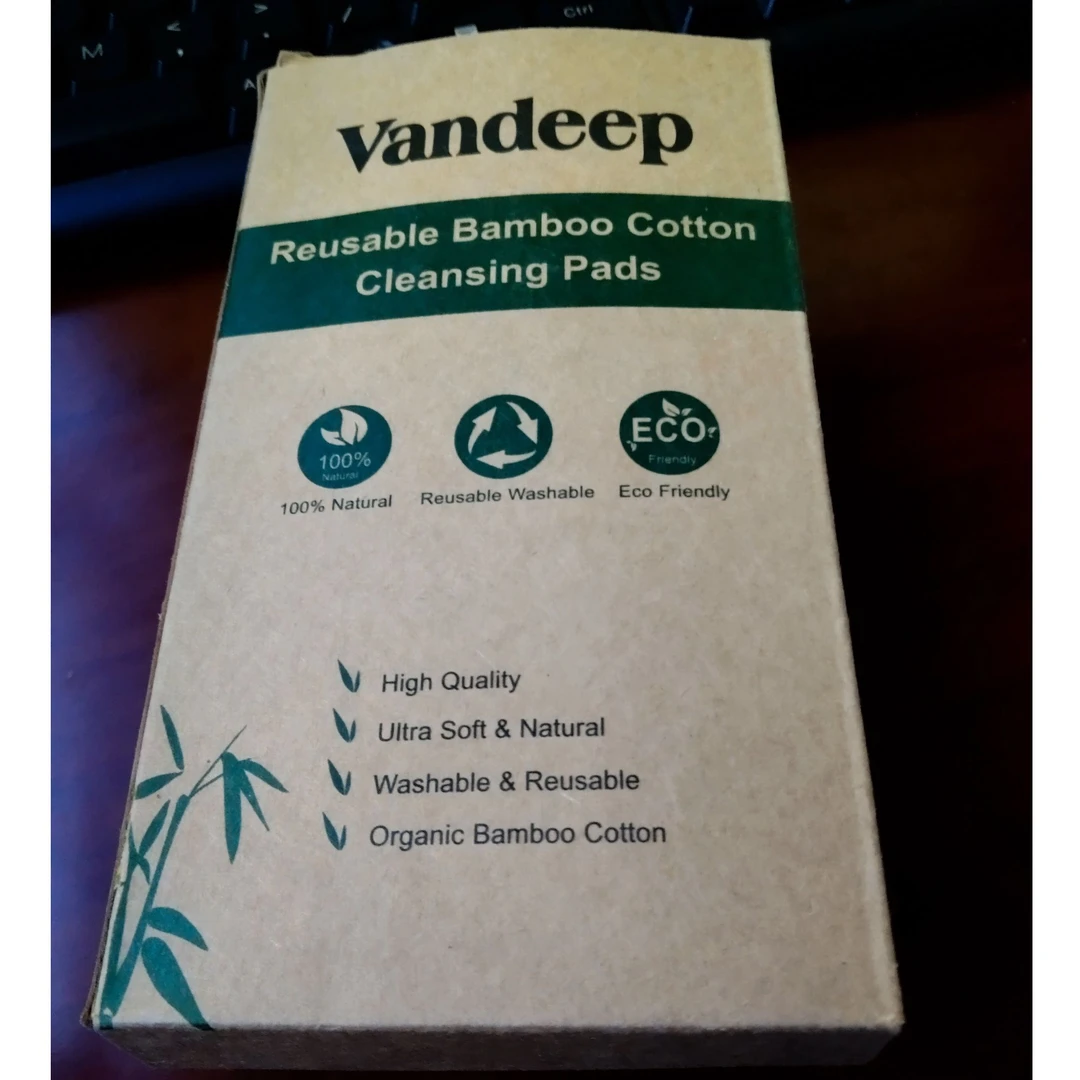 Ctrl
M
<
,
>
.
/
A
Vandeep
Reusable Bamboo Cotton
Cleansing Pads
100%
Natural
ECO
Friendly
100% Natural
Reusable Washable
Eco Friendly
High Quality
Ultra Soft & Natural
Washable & Reusable
Organic Bamboo Cotton